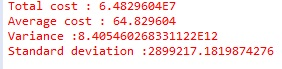 Total cost : 6.4829604E7
Average cost : 64.829604
Variance :8.405460268331122E12
Standard deviation :2899217.1819874276